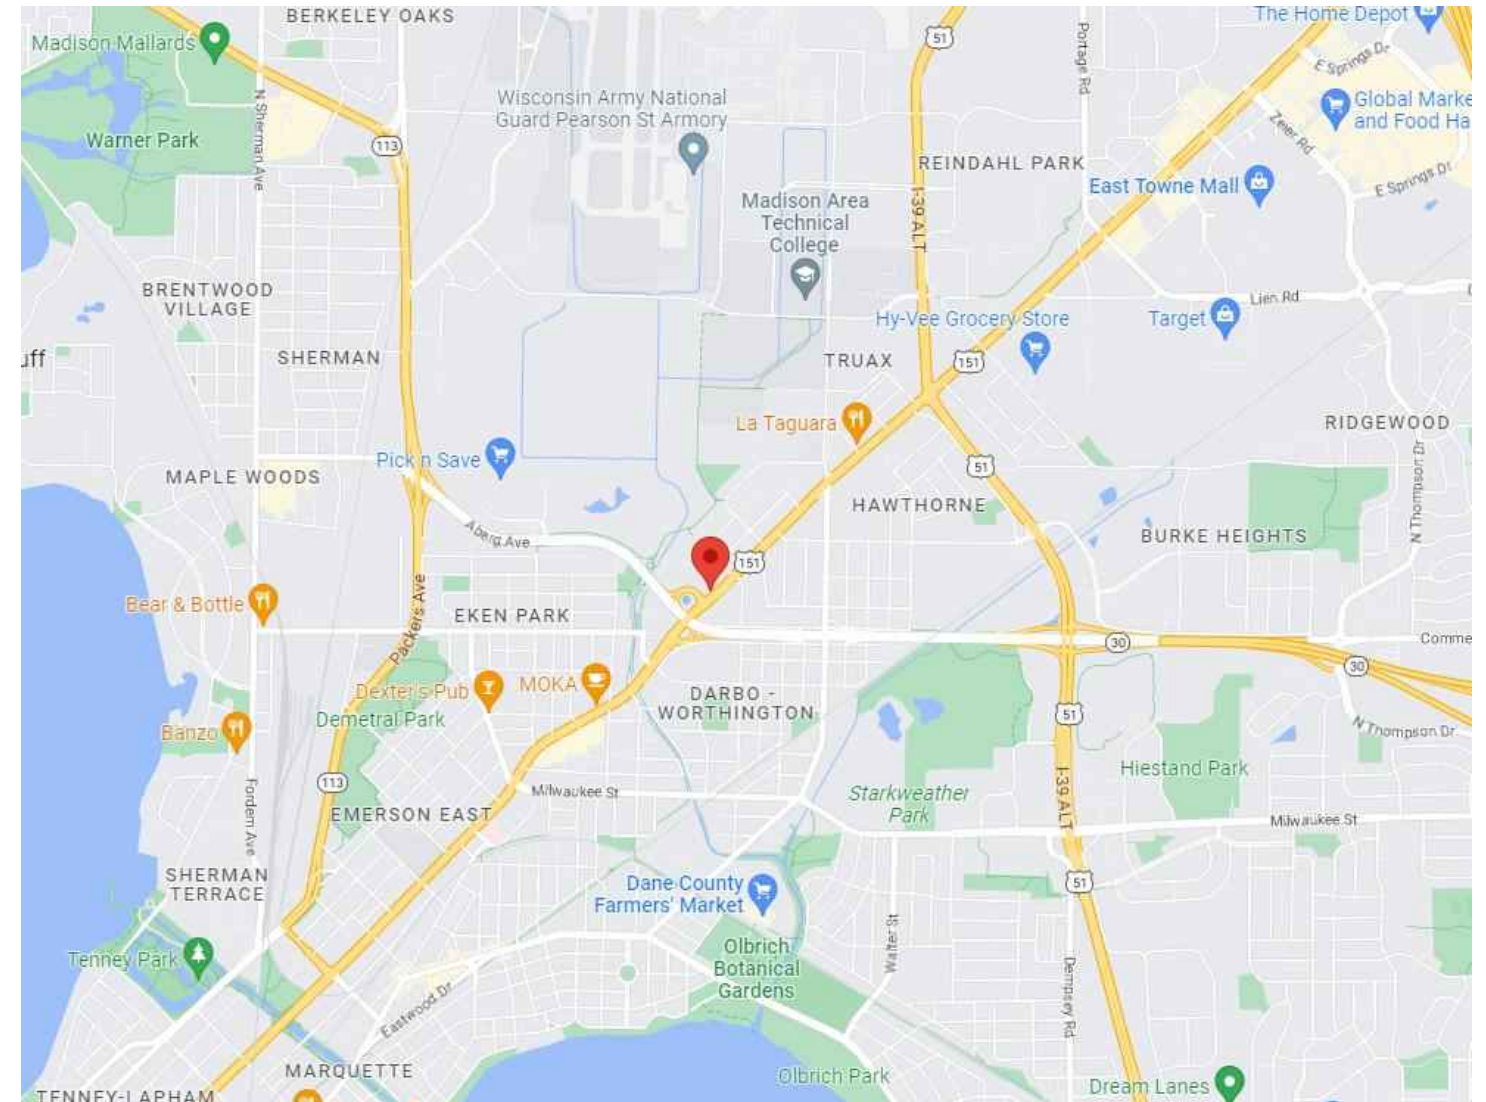 BERKELEY OAKS
The Home Depot
51
Madison Mallards
Portage Rd
E Springs Dr
N Sherman Ave
Wisconsin Army National
Guard Pearson St Armory
Global Marke
and Food Ha
Zeier Rd
Warner Park
113
REINDAHL PARK
East Towne Mall
E Springs Dr
Madison Area
Technical
College
I-39 ALT
BRENTWOOD
VILLAGE
Lien Rd
Hy-Vee Grocery Store
Target
uff
SHERMAN
TRUAX
151
La Taguara
RIDGEWOOD
Pick n Save
51
MAPLE WOODS
N Thompson Dr
HAWTHORNE
Aberg Ave
BURKE HEIGHTS
151
Bear & Bottle
Packers Ave
EKEN PARK
30
Comme
30
Dexter's Pub
MOKA
DARBO -
WORTHINGTON
51
Demetral Park
Banzo
N Thompson Dr
113
Fordem Ave
Milwaukee St
Starkweather
Park
I-39 ALT
Hiestand Park
EMERSON EAST
Milwaukee St
SHERMAN
TERRACE
Dane County
Farmers' Market
51
Walter St
Tenney Park
Olbrich
Botanical
Gardens
Eastwood Dr
Dempsey Rd
MARQUETTE
Olbrich Park
Dream Lanes
TENNEY-LAPHAM